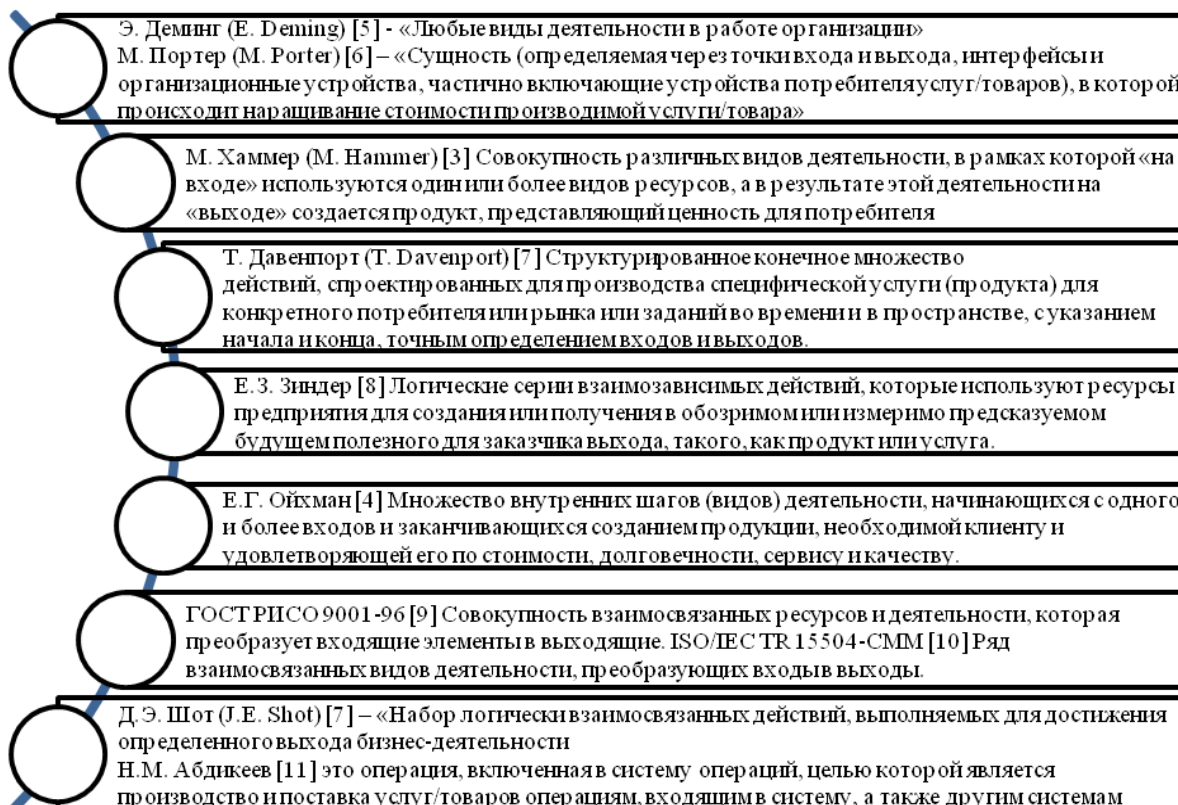 Э. Деминг (E. Deming) [5] - «Любые виды деятельности в работе организации»
М. Портер (M. Porter) [6] – «Сущность (определяемая через точки входа и выхода, интерфейсы и
организационные устройства, частично включающие устройства потребителя услуг/товаров), в которой
происходит наращивание стоимости производимой услуги/товара»
М. Хаммер (M. Hammer) [3] Совокупность различных видов деятельности, в рамках которой «на
входе» используются один или более видов ресурсов, а в результате этой деятельности на
«выходе» создается продукт, представляющий ценность для потребителя
Т. Давенпорт (T. Davenport) [7] Структурированное конечное множество
действий, спроектированных для производства специфической услуги (продукта) для
конкретного потребителя или рынка или заданий во времени и в пространстве, с указанием
начала и конца, точным определением входов и выходов.
Е.З. Зиндер [8] Логические серии взаимозависимых действий, которые используют ресурсы
предприятия для создания или получения в обозримом или измеримо предсказуемом
будущем полезного для заказчика выхода, такого, как продукт или услуга.
Е.Г. Ойхман [4] Множество внутренних шагов (видов) деятельности, начинающихся с одного
и более входов и заканчивающихся созданием продукции, необходимой клиенту и
удовлетворяющей его по стоимости, долговечности, сервису и качеству.
ГОСТ Р ИСО 9001-96 [9] Совокупность взаимосвязанных ресурсов и деятельности, которая
преобразует входящие элементы в выходящие. ISO/IEC TR 15504-CMM [10] Ряд
взаимосвязанных видов деятельности, преобразующих входы в выходы.
Д.Э. Шот (J.E. Shot) [7] – «Набор логически взаимосвязанных действий, выполняемых для достижения
определенного выхода бизнес-деятельности
Н.М. Абдикеев [11] это операция, включенная в систему операций, целью которой является
производство и поставка услуг/товаров операциям, входящим в систему, а также другим системам